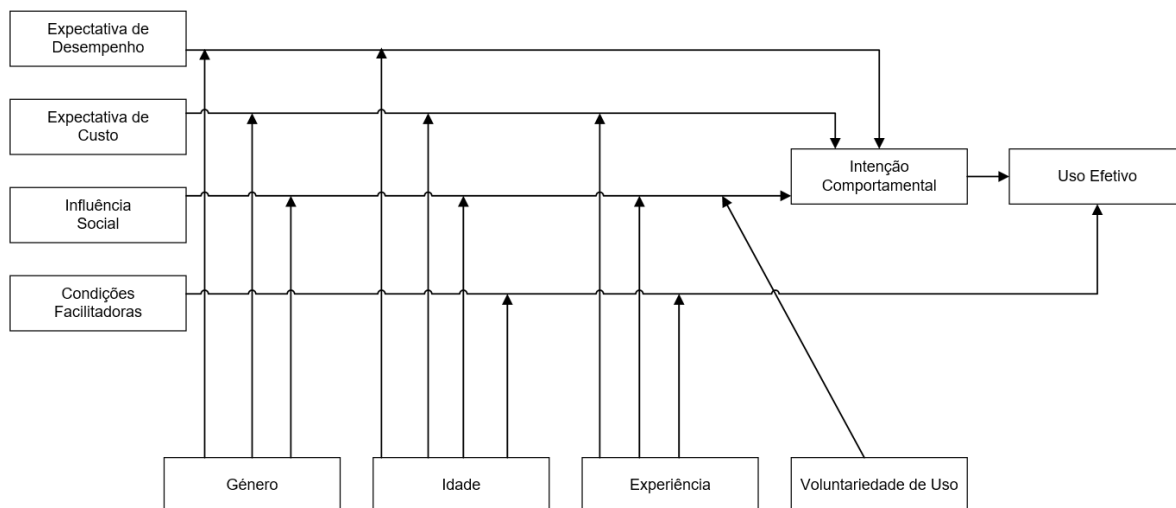 Expectativa de
Desempenho
Expectativa de
Custo
Influência
Social
Condições
Facilitadoras
Intenção
Comportamental
Uso Efetivo
Género
Idade
Experiência
Voluntariedade de Uso